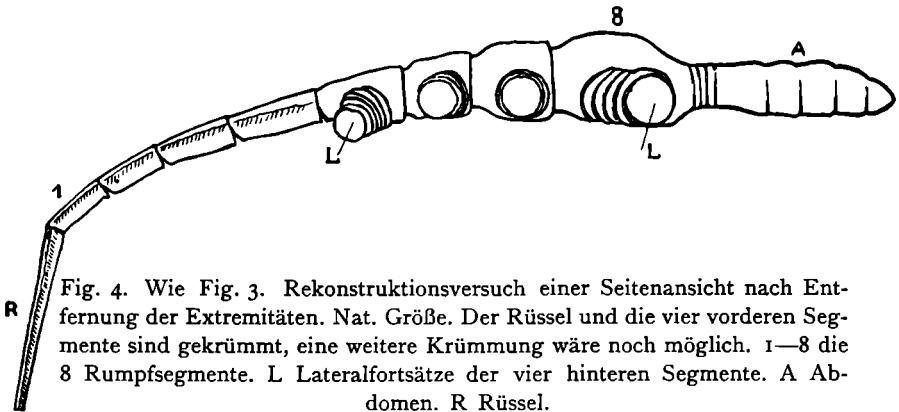 8
A
L
L
1
R
Fig. 4. Wie Fig. 3. Rekonstruktionsversuch einer Seitenansicht nach Ent-
fernung der Extremitäten. Nat. Größe. Der Rüssel und die vier vorderen Seg-
mente sind gekrümmt, eine weitere Krümmung wäre noch möglich. 1—8 die
8 Rumpfsegmente. L Lateralfortsätze der vier hinteren Segmente. A Ab-
domen. R Rüssel.